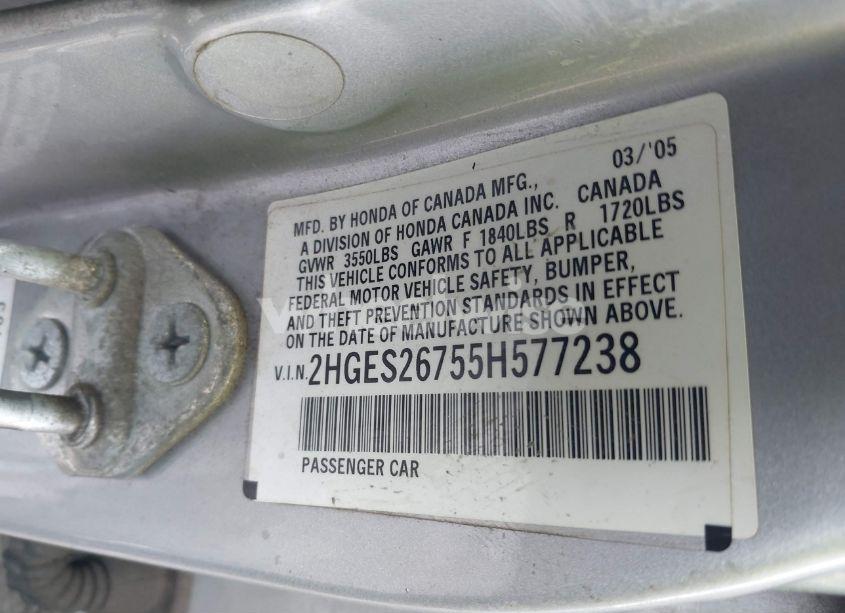 03/'05
MFD. BY HONDA OF CANADA MFG.,
A DIVISION OF HONDA CANADA INC. CANADA
GVWR 3550LBS GAWR F 1840LBS R 1720LBS
THIS VEHICLE CONFORMS TO ALL APPLICABLE
FEDERAL MOTOR VEHICLE SAFETY, BUMPER,
AND THEFT PREVENTION STANDARDS IN EFFECT
ON THE DATE OF MANUFACTURE SHOWN ABOVE.
V.I.N. 2HGES26755H577238
PASSENGER CAR